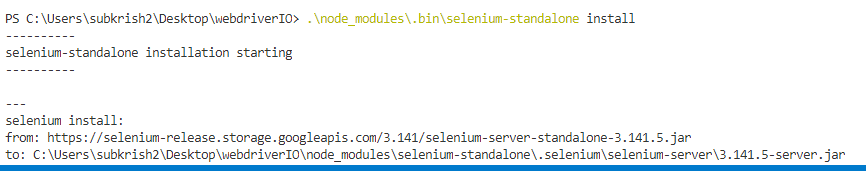 PS C:\Users\subkrish2\Desktop\webdriverIO> .\node_modules\.bin\selenium-standalone install
----------
selenium-standalone installation starting
----------
---
selenium install:
from: https://selenium-release.storage.googleapis.com/3.141/selenium-server-standalone-3.141.5.jar
to: C:\Users\subkrish2\Desktop\webdriverIO\node_modules\selenium-standalone\.selenium\selenium-server\3.141.5-server.jar